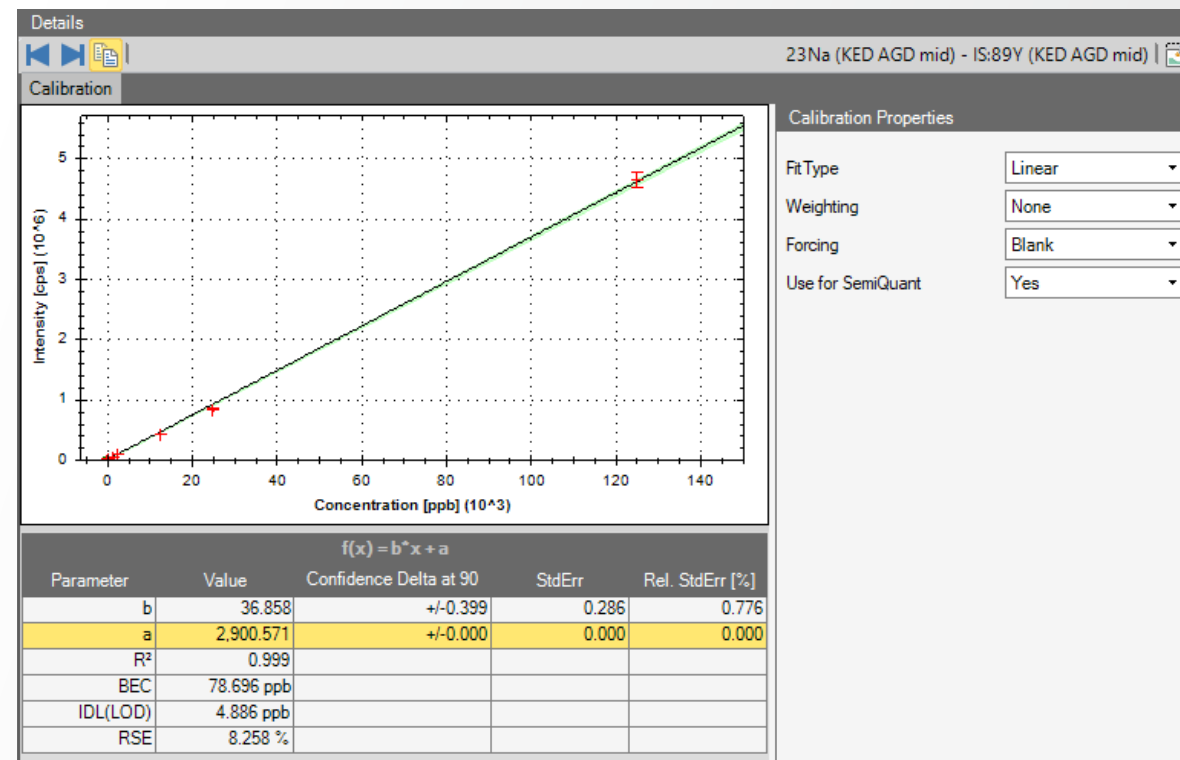 Details
23Na (KED AGD mid) - IS:89Y (KED AGD mid)
Calibration
Calibration Properties
Fit Type Linear
Weighting None
Forcing Blank
Use for SemiQuant Yes
5
4
3
2
1
0
Intensity [cps] (10^6)
0 20 40 60 80 100 120 140
Concentration [ppb] (10^3)
f(x)=b*x+a
Parameter Value Confidence Delta at 90 StdErr Rel. StdErr [%]
b 36.858 +/-0.399 0.286 0.776
a 2,900.571 +/-0.000 0.000 0.000
R² 0.999
BEC 78.696 ppb
IDL(LOD) 4.886 ppb
RSE 8.258 %